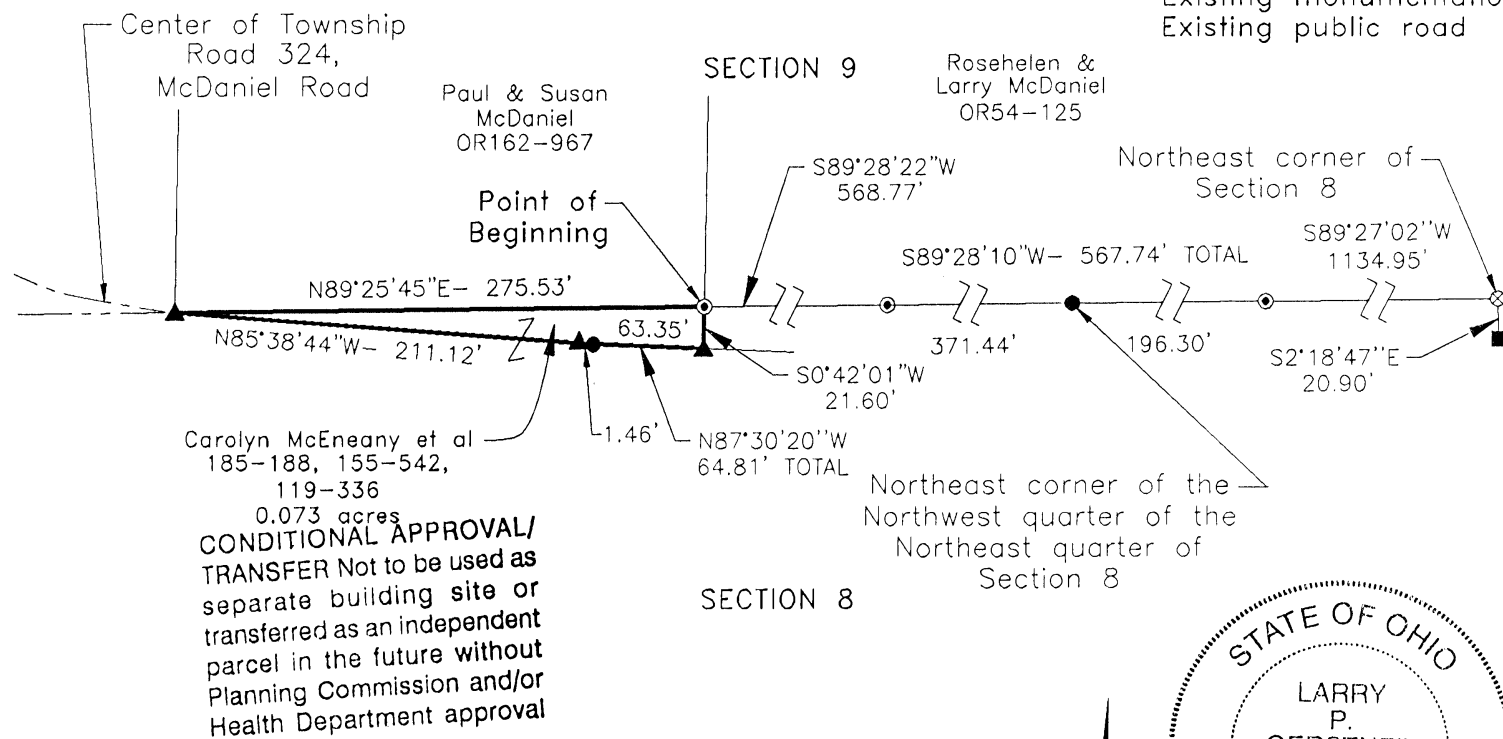 Existing public road
Center of Township
Road 324,
McDaniel Road
SECTION 9
Paul & Susan
McDaniel
OR162-967
Rosehelen &
Larry McDaniel
OR54-125
Northeast corner of
Section 8
Point of
Beginning
S89°28'22"W
568.77'
S89°28'10"W- 567.74' TOTAL
S89°27'02"W
1134.95'
N89°25'45"E- 275.53'
N85°38'44"W- 211.12'
63.35'
371.44'
196.30'
S2°18'47"E
20.90'
S0°42'01"W
21.60'
1.46'
N87°30'20"W
64.81' TOTAL
Carolyn McEneany et al
185-188, 155-542,
119-336
0.073 acres
CONDITIONAL APPROVAL/
TRANSFER Not to be used as
separate building site or
transferred as an independent
parcel in the future without
Planning Commission and/or
Health Department approval
Northeast corner of the
Northwest quarter of the
Northeast quarter of
Section 8
SECTION 8
STATE OF OHIO
LARRY
P.